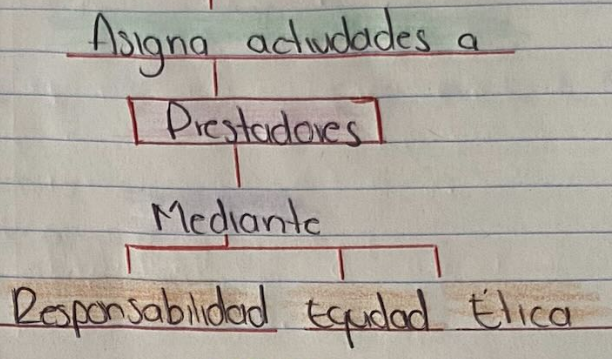 Asigna actividades a
Prestadores
Mediante
Responsabilidad Equidad Ética